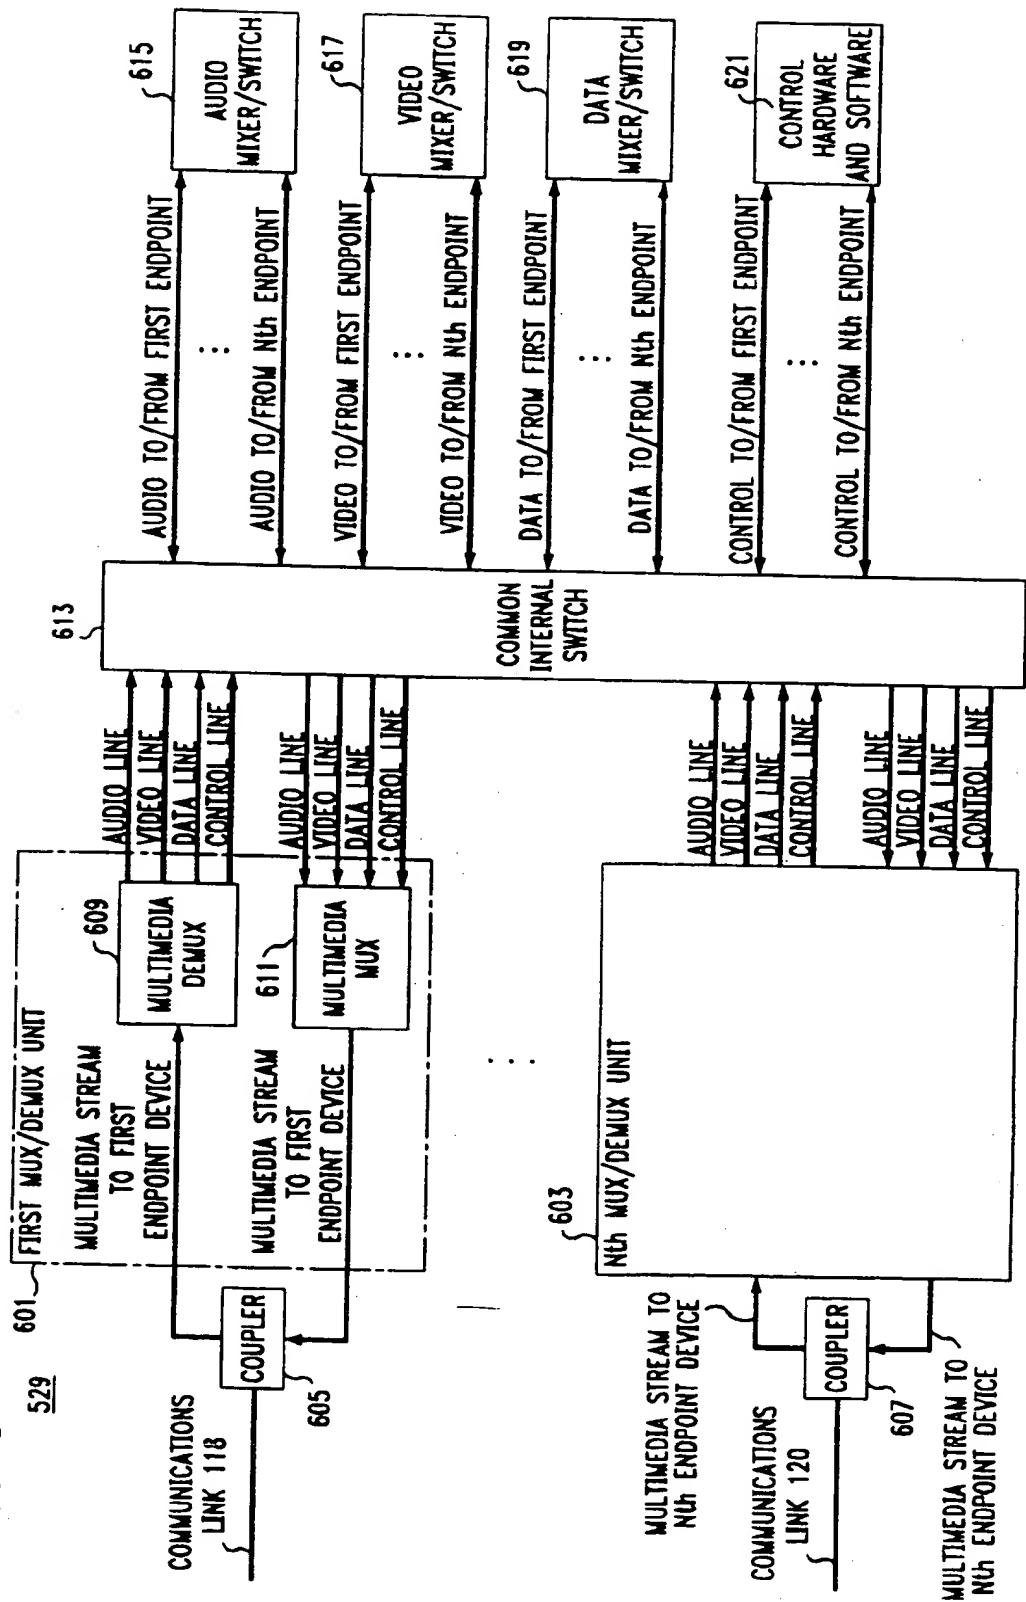 529
601
FIRST MUX/DEMUX UNIT
MULTIMEDIA STREAM
TO FIRST
ENDPOINT DEVICE
609
MULTIMEDIA
DEMUX
AUDIO LINE
VIDEO LINE
DATA LINE
CONTROL LINE
MULTIMEDIA STREAM
TO FIRST
ENDPOINT DEVICE
611
MULTIMEDIA
MUX
AUDIO LINE
VIDEO LINE
DATA LINE
CONTROL LINE
COMMUNICATIONS
LINK 118
COUPLER
605
...
613
COMMON
INTERNAL
SWITCH
AUDIO TO/FROM FIRST ENDPOINT
...
AUDIO TO/FROM Nth ENDPOINT
615
AUDIO
MIXER/SWITCH
VIDEO TO/FROM FIRST ENDPOINT
...
VIDEO TO/FROM Nth ENDPOINT
617
VIDEO
MIXER/SWITCH
DATA TO/FROM FIRST ENDPOINT
...
DATA TO/FROM Nth ENDPOINT
619
DATA
MIXER/SWITCH
CONTROL TO/FROM FIRST ENDPOINT
...
CONTROL TO/FROM Nth ENDPOINT
621
CONTROL
HARDWARE
AND SOFTWARE
603
Nth MUX/DEMUX UNIT
AUDIO LINE
VIDEO LINE
DATA LINE
CONTROL LINE
AUDIO LINE
VIDEO LINE
DATA LINE
CONTROL LINE
MULTIMEDIA STREAM TO
Nth ENDPOINT DEVICE
COUPLER
607
COMMUNICATIONS
LINK 120
MULTIMEDIA STREAM TO
Nth ENDPOINT DEVICE